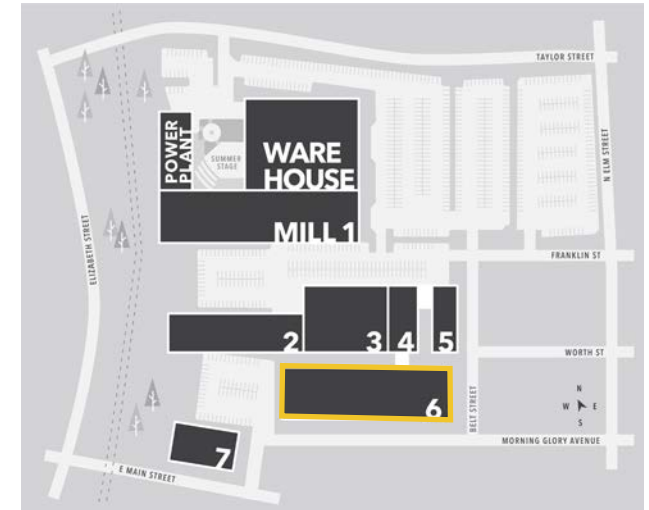 TAYLOR STREET
POWER
PLANT
SUMMER
STAGE
WARE
HOUSE
N ELM STREET
MILL 1
ELIZABETH STREET
FRANKLIN ST
2
3
4
5
WORTH ST
6
BELT STREET
N
W E
S
7
MORNING GLORY AVENUE
E MAIN STREET